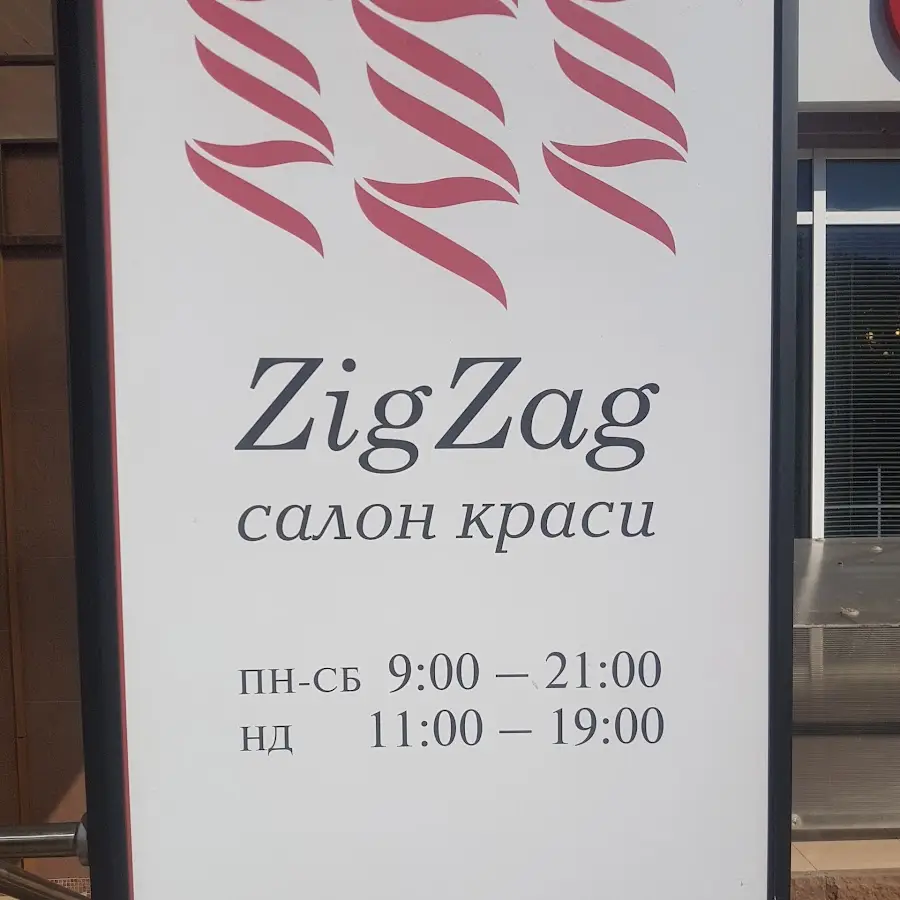 ZigZag
салон краси
ПН-СБ 9:00 – 21:00
НД 11:00 – 19:00